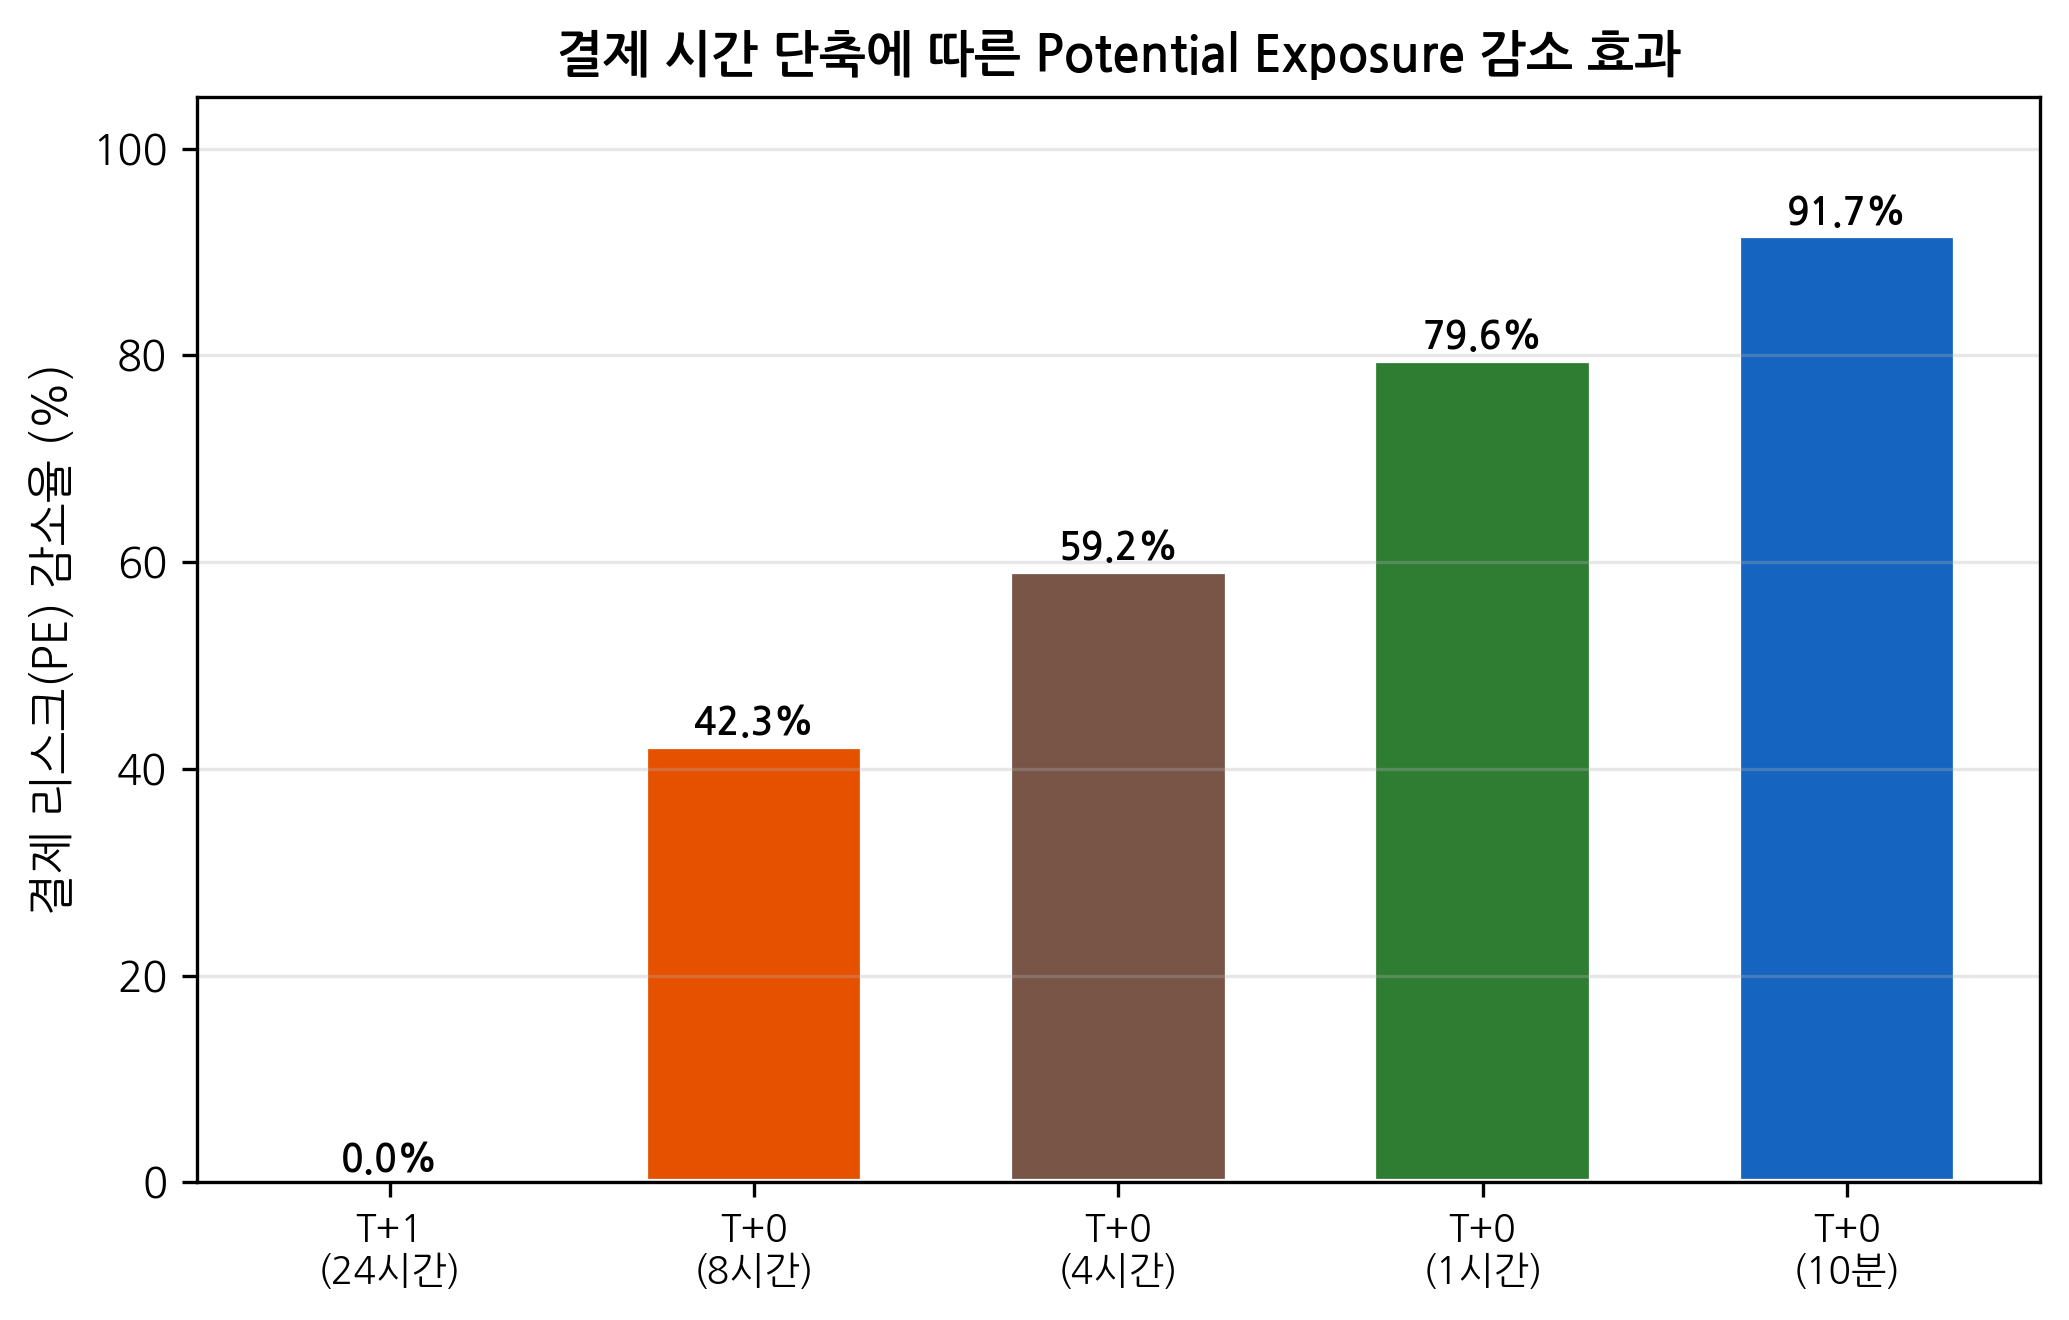 결제 시간 단축에 따른 Potential Exposure 감소 효과
결제 리스크(PE) 감소율 (%)
100
80
60
40
20
0
0.0%
42.3%
59.2%
79.6%
91.7%
T+1
(24시간)
T+0
(8시간)
T+0
(4시간)
T+0
(1시간)
T+0
(10분)